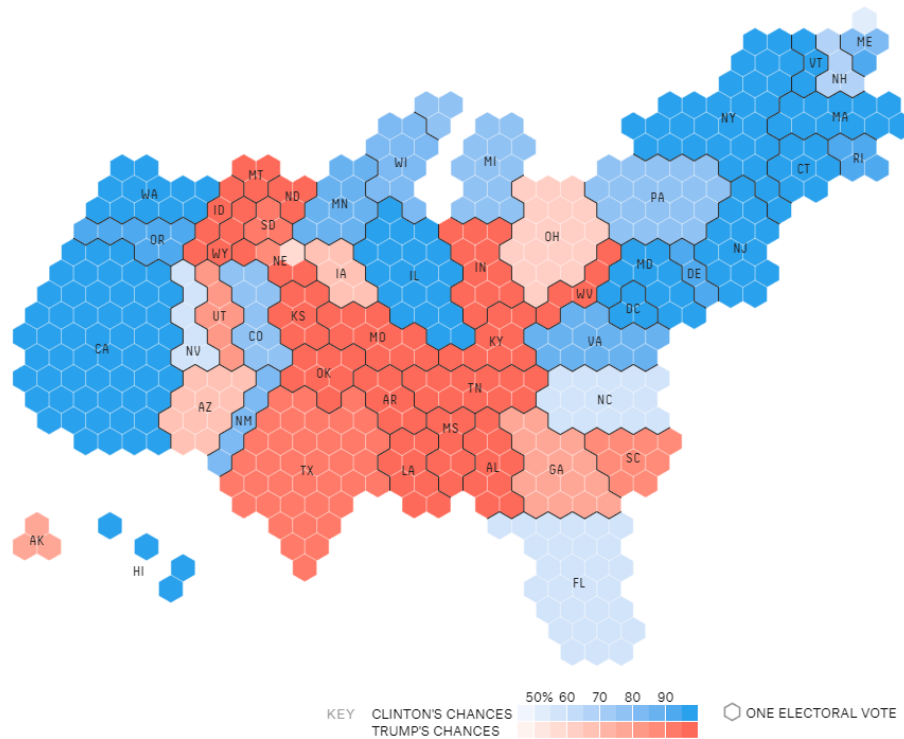 ME
VT
NH
NY
MA
WI
MI
CT
RI
MT
WA
ND
MN
PA
ID
SD
OR
OH
NJ
WY
NE
IA
IL
IN
MD
DE
WV
DC
UT
KS
CA
NV
CO
MO
KY
VA
OK
TN
AZ
AR
NC
NM
MS
TX
LA
AL
GA
SC
AK
HI
FL
50% 60 70 80 90
KEY CLINTON'S CHANCES
TRUMP'S CHANCES
ONE ELECTORAL VOTE